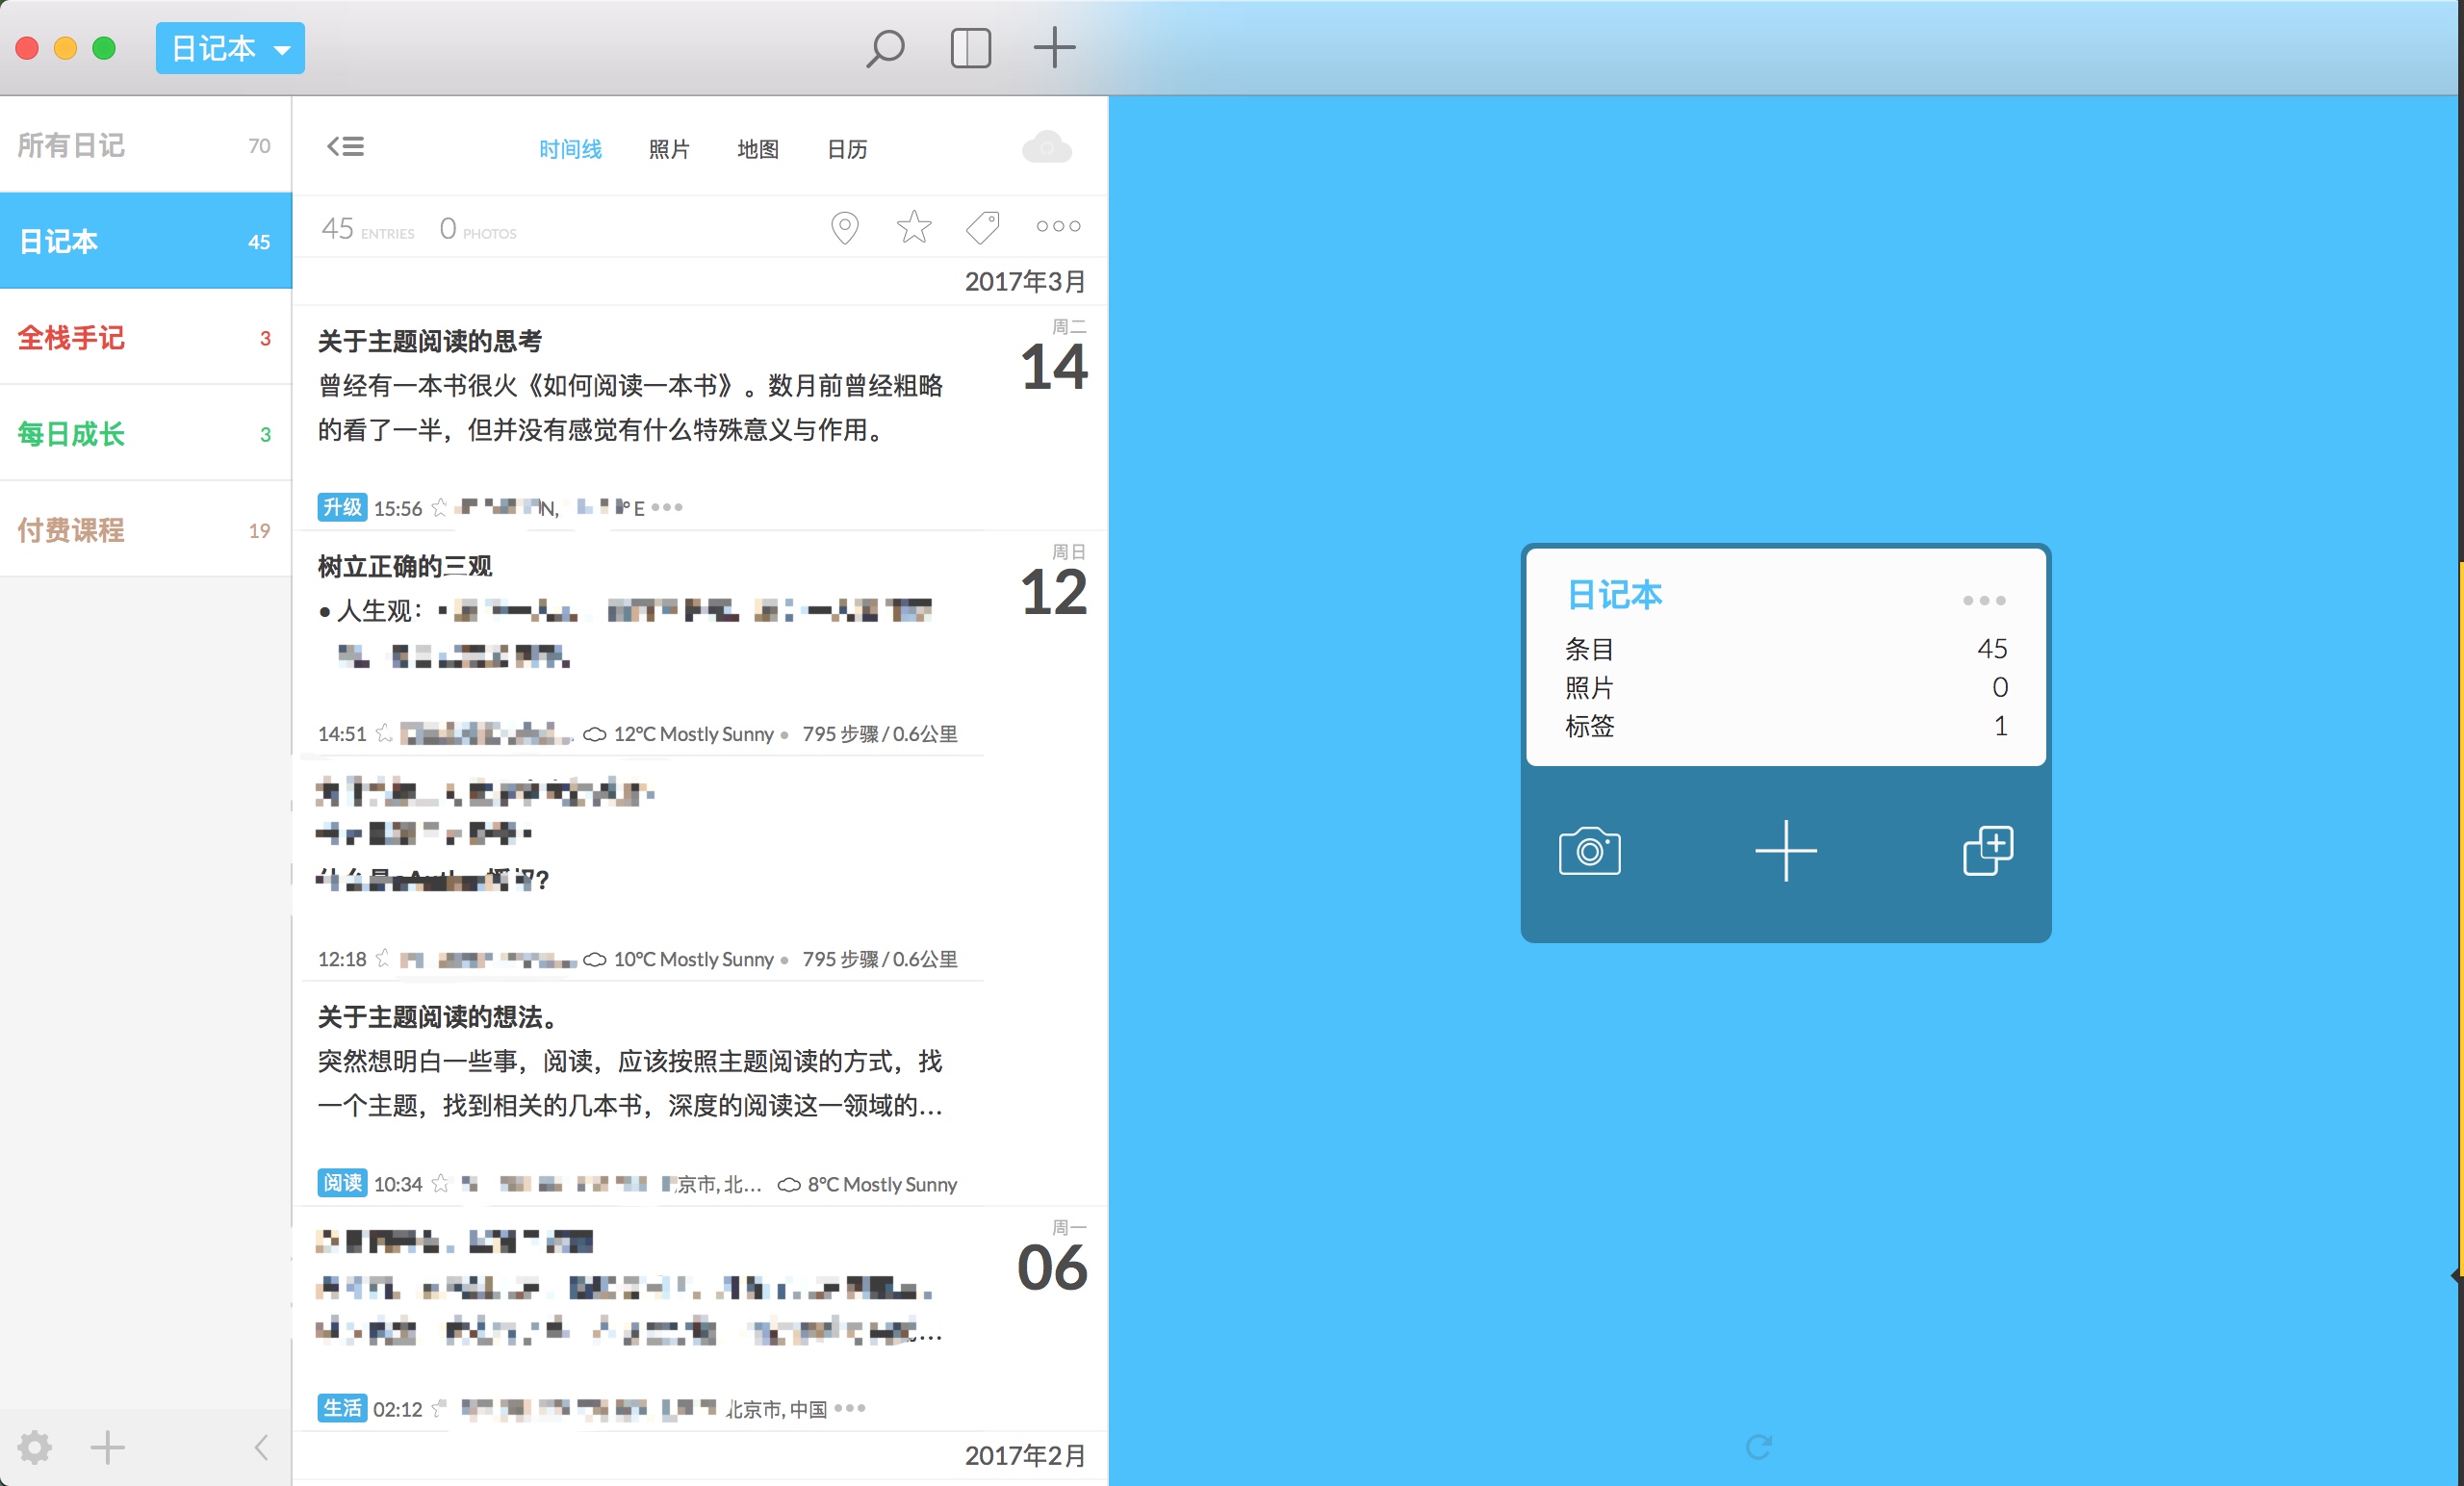 日记本
所有日记 70
日记本 45
全栈手记 3
每日成长 3
付费课程 19
时间线 照片 地图 日历
45 ENTRIES 0 PHOTOS
2017年3月
周二
14
关于主题阅读的思考
曾经有一本书很火《如何阅读一本书》。数月前曾经粗略
的看了一半，但并没有感觉有什么特殊意义与作用。
升级 15:56 N, °E
周日
12
树立正确的三观
• 人生观：
14:51 12°C Mostly Sunny 795 步骤 / 0.6公里
?
12:18 10°C Mostly Sunny 795 步骤 / 0.6公里
关于主题阅读的想法。
突然想明白一些事，阅读，应该按照主题阅读的方式，找
一个主题，找到相关的几本书，深度的阅读这一领域的...
阅读 10:34 京市, 北... 8°C Mostly Sunny
周一
06
...
生活 02:12 北京市, 中国
2017年2月
日记本
条目 45
照片 0
标签 1